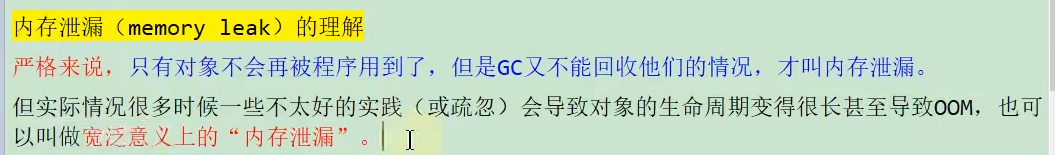 内存泄漏（memory leak）的理解
严格来说，只有对象不会再被程序用到了，但是GC又不能回收他们的情况，才叫内存泄漏。
但实际情况很多时候一些不太好的实践（或疏忽）会导致对象的生命周期变得很长甚至导致OOM，也可
以叫做宽泛意义上的“内存泄漏”。